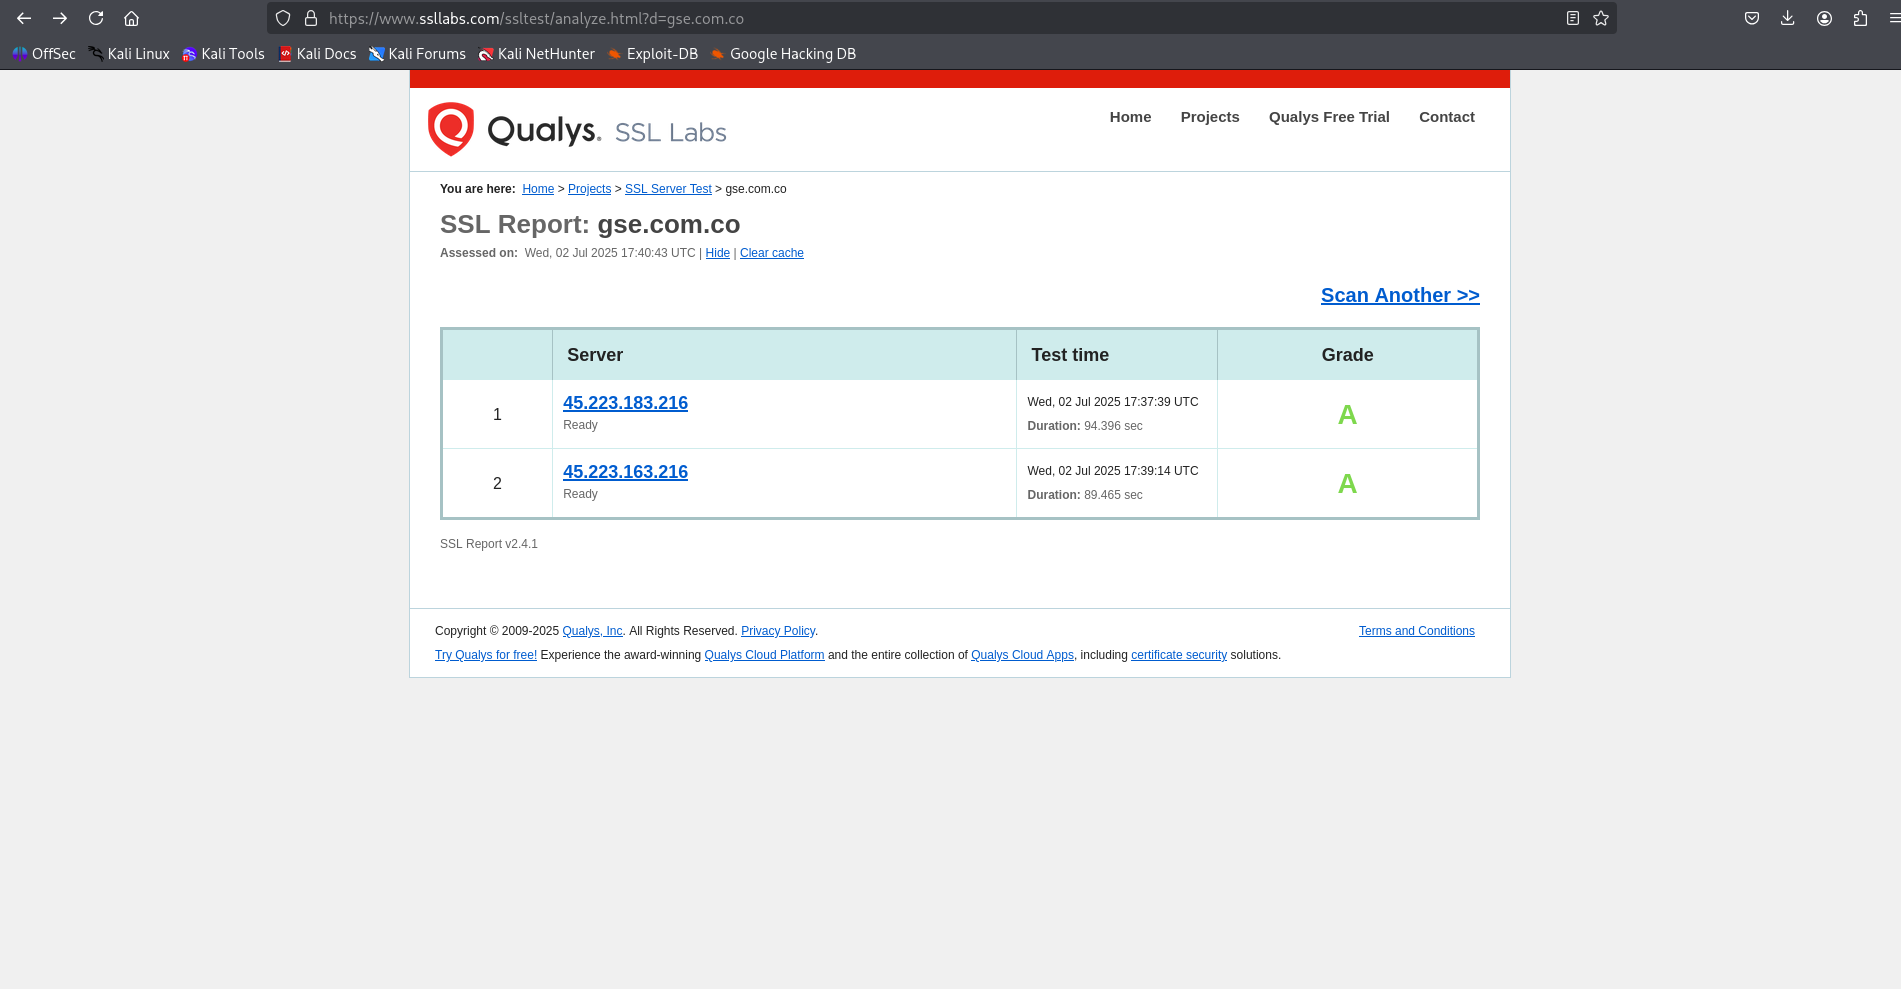 https://www.ssllabs.com/ssltest/analyze.html?d=gse.com.co
OffSec Kali Linux Kali Tools Kali Docs Kali Forums Kali NetHunter Exploit-DB Google Hacking DB
Qualys. SSL Labs
Home Projects Qualys Free Trial Contact
You are here: Home > Projects > SSL Server Test > gse.com.co
SSL Report: gse.com.co
Assessed on: Wed, 02 Jul 2025 17:40:43 UTC | Hide | Clear cache
Scan Another >>
Server Test time Grade
1 45.223.183.216 Wed, 02 Jul 2025 17:37:39 UTC A
Ready Duration: 94.396 sec
2 45.223.163.216 Wed, 02 Jul 2025 17:39:14 UTC A
Ready Duration: 89.465 sec
SSL Report v2.4.1
Copyright © 2009-2025 Qualys, Inc. All Rights Reserved. Privacy Policy. Terms and Conditions
Try Qualys for free! Experience the award-winning Qualys Cloud Platform and the entire collection of Qualys Cloud Apps, including certificate security solutions.